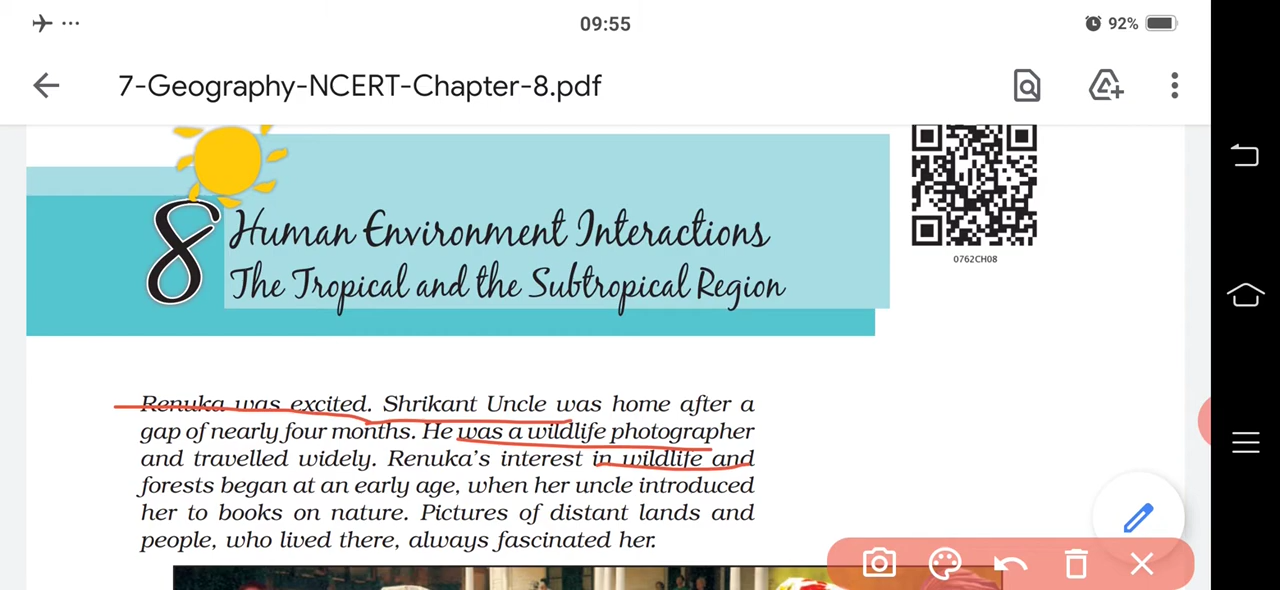 09:55
92%
7-Geography-NCERT-Chapter-8.pdf
8
Human Environment Interactions
The Tropical and the Subtropical Region
0762CH08
Renuka was excited. Shrikant Uncle was home after a
gap of nearly four months. He was a wildlife photographer
and travelled widely. Renuka's interest in wildlife and
forests began at an early age, when her uncle introduced
her to books on nature. Pictures of distant lands and
people, who lived there, always fascinated her.